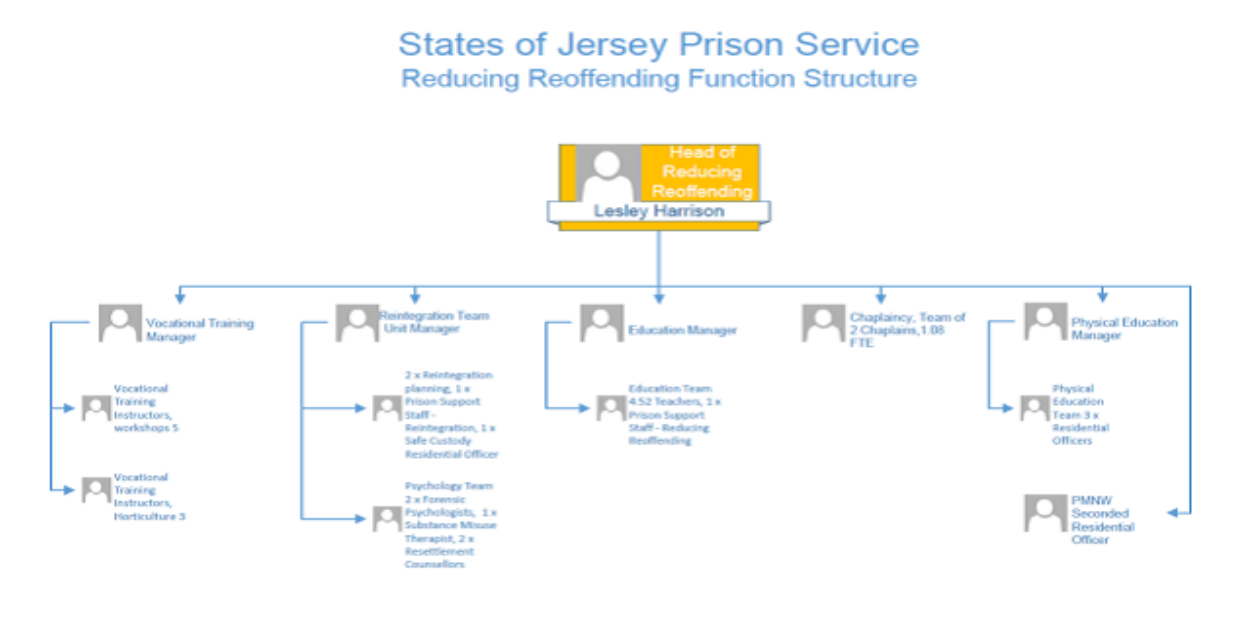 States of Jersey Prison Service
Reducing Reoffending Function Structure
Head of
Reducing
Reoffending
Lesley Harrison
Vocational Training
Manager
Reintegration Team
Unit Manager
Education Manager
Chaplaincy, Team of
2 Chaplains,1.08
FTE
Physical Education
Manager
Vocational
Training
Instructors,
workshops 5
2 x Reintegration
planning, 1 x
Prison Support
Staff -
Reintegration, 1 x
Safe Custody
Residential Officer
Education Team
4.52 Teachers, 1 x
Prison Support
Staff - Reducing
Reoffending
Physical
Education
Team 3 x
Residential
Officers
Vocational
Training
Instructors,
Horticulture 3
Psychology Team
2 x Forensic
Psychologists, 1 x
Substance Misuse
Therapist, 2 x
Resettlement
Counsellors
PMNW
Seconded
Residential
Officer